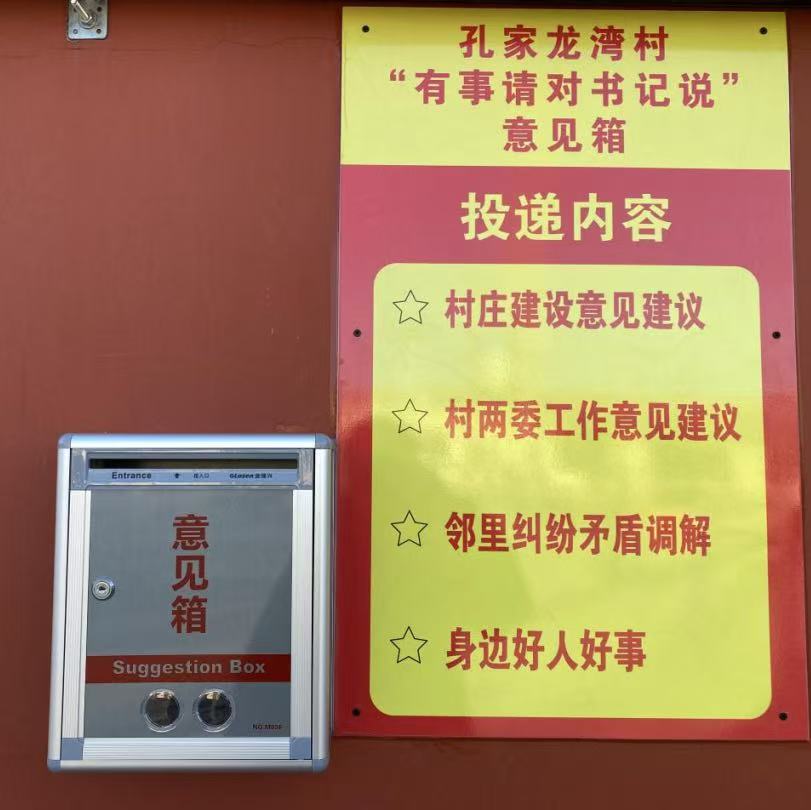 孔家龙湾村
“有事请对书记说”
意见箱
投递内容
☆ 村庄建设意见建议
☆ 村两委工作意见建议
☆ 邻里纠纷矛盾调解
☆ 身边好人好事
Entrance 投入口
意见箱
Suggestion Box